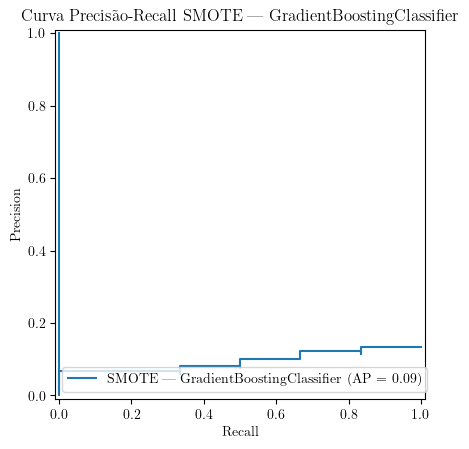 Curva Precisão-Recall SMOTE — GradientBoostingClassifier
1.0
0.8
0.6
0.4
0.2
0.0
Precision
SMOTE — GradientBoostingClassifier (AP = 0.09)
0.0 0.2 0.4 0.6 0.8 1.0
Recall